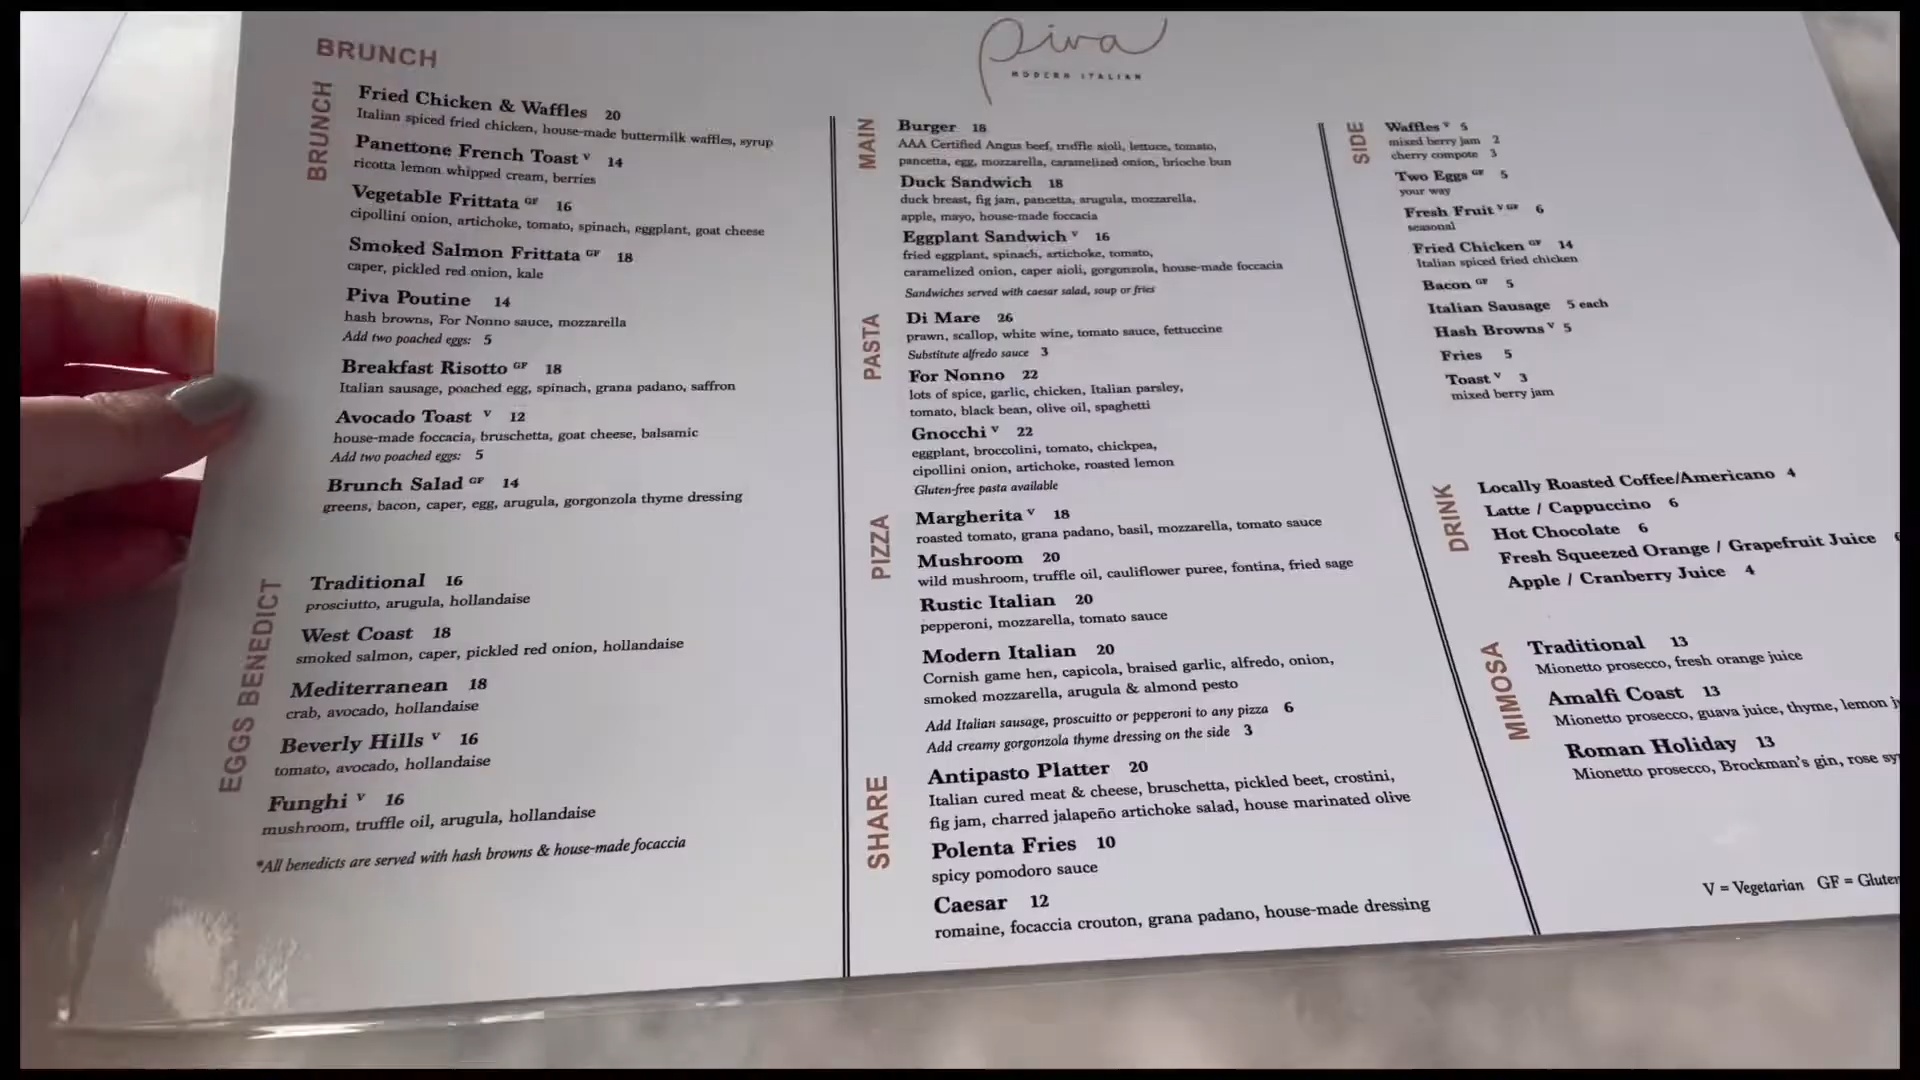 BRUNCH
BRUNCH
Fried Chicken & Waffles 20
Italian spiced fried chicken, house-made buttermilk waffles, syrup
Panettone French Toast V 14
ricotta lemon whipped cream, berries
Vegetable Frittata GF 16
cipollini onion, artichoke, tomato, spinach, eggplant, goat cheese
Smoked Salmon Frittata GF 18
caper, pickled red onion, kale
Piva Poutine 14
hash browns, For Nonno sauce, mozzarella
Add two poached eggs: 5
Breakfast Risotto GF 18
Italian sausage, poached egg, spinach, grana padano, saffron
Avocado Toast V 12
house-made foccacia, bruschetta, goat cheese, balsamic
Add two poached eggs: 5
Brunch Salad GF 14
greens, bacon, caper, egg, arugula, gorgonzola thyme dressing
EGGS BENEDICT
Traditional 16
prosciutto, arugula, hollandaise
West Coast 18
smoked salmon, caper, pickled red onion, hollandaise
Mediterranean 18
crab, avocado, hollandaise
Beverly Hills V 16
tomato, avocado, hollandaise
Funghi V 16
mushroom, truffle oil, arugula, hollandaise
*All benedicts are served with hash browns & house-made focaccia
piva
MODERN ITALIAN
MAIN
Burger 18
AAA Certified Angus beef, truffle aioli, lettuce, tomato,
pancetta, egg, mozzarella, caramelized onion, brioche bun
Duck Sandwich 18
duck breast, fig jam, pancetta, arugula, mozzarella,
apple, mayo, house-made foccacia
Eggplant Sandwich V 16
fried eggplant, spinach, artichoke, tomato,
caramelized onion, caper aioli, gorgonzola, house-made foccacia
Sandwiches served with caesar salad, soup or fries
PASTA
Di Mare 26
prawn, scallop, white wine, tomato sauce, fettuccine
Substitute alfredo sauce 3
For Nonno 22
lots of spice, garlic, chicken, Italian parsley,
tomato, black bean, olive oil, spaghetti
Gnocchi V 22
eggplant, broccolini, tomato, chickpea,
cipollini onion, artichoke, roasted lemon
Gluten-free pasta available
PIZZA
Margherita V 18
roasted tomato, grana padano, basil, mozzarella, tomato sauce
Mushroom 20
wild mushroom, truffle oil, cauliflower puree, fontina, fried sage
Rustic Italian 20
pepperoni, mozzarella, tomato sauce
Modern Italian 20
Cornish game hen, capicola, braised garlic, alfredo, onion,
smoked mozzarella, arugula & almond pesto
Add Italian sausage, proscuitto or pepperoni to any pizza 6
Add creamy gorgonzola thyme dressing on the side 3
SHARE
Antipasto Platter 20
Italian cured meat & cheese, bruschetta, pickled beet, crostini,
fig jam, charred jalapeño artichoke salad, house marinated olive
Polenta Fries 10
spicy pomodoro sauce
Caesar 12
romaine, focaccia crouton, grana padano, house-made dressing
SIDE
Waffles V 5
mixed berry jam 2
cherry compote 3
Two Eggs GF 5
your way
Fresh Fruit V GF 6
seasonal
Fried Chicken GF 14
Italian spiced fried chicken
Bacon GF 5
Italian Sausage 5 each
Hash Browns V 5
Fries 5
Toast V 3
mixed berry jam
DRINK
Locally Roasted Coffee/Americano 4
Latte / Cappuccino 6
Hot Chocolate 6
Fresh Squeezed Orange / Grapefruit Juice
Apple / Cranberry Juice 4
MIMOSA
Traditional 13
Mionetto prosecco, fresh orange juice
Amalfi Coast 13
Mionetto prosecco, guava juice, thyme, lemon
Roman Holiday 13
Mionetto prosecco, Brockman's gin, rose
V = Vegetarian GF = Gluten